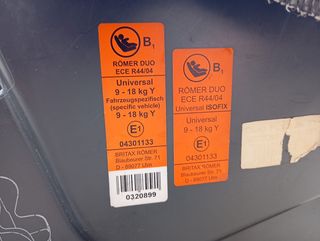 B1
RÖMER DUO
ECE R44/04
Universal
9 - 18 kg Y
Fahrzeugspezifisch
(specific vehicle)
9 - 18 kg Y
E1
04301133
BRITAX RÖMER
Blaubeurer Str. 71
D - 89077 Ulm
0320899
B1
RÖMER DUO
ECE R44/04
Universal ISOFIX
Universal
9 - 18 kg Y
E1
04301133
BRITAX RÖMER
Blaubeurer Str. 71
D - 89077 Ulm